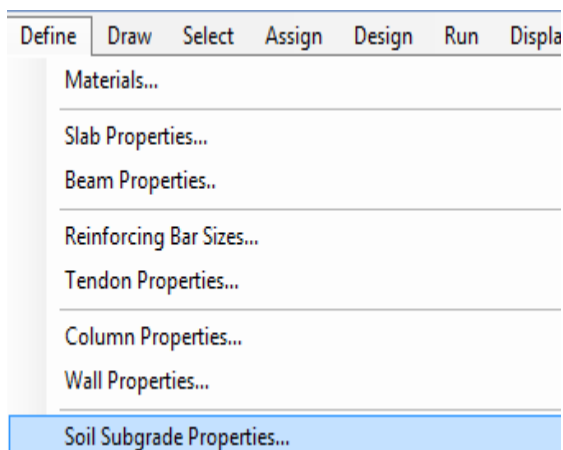 Define Draw Select Assign Design Run Displa
Materials...
Slab Properties...
Beam Properties..
Reinforcing Bar Sizes...
Tendon Properties...
Column Properties...
Wall Properties...
Soil Subgrade Properties...